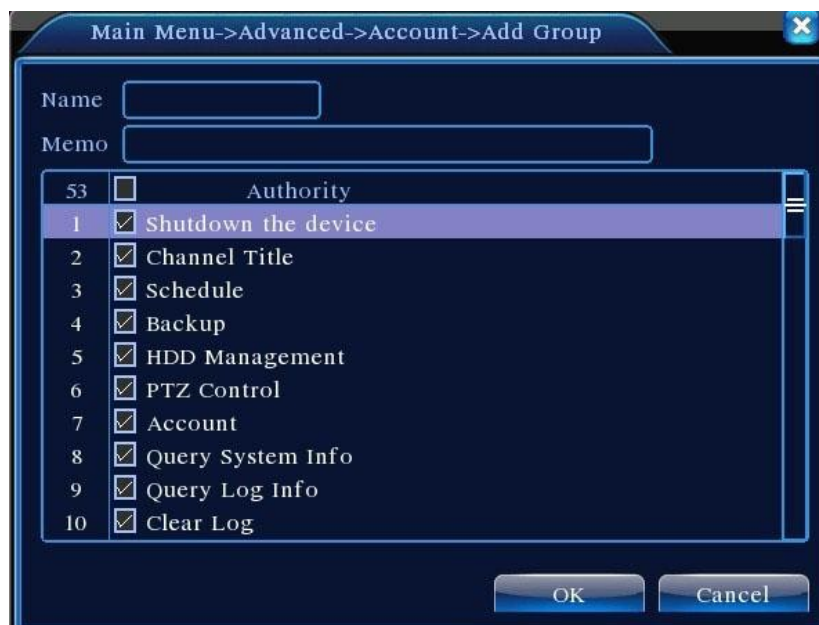 Main Menu->Advanced->Account->Add Group
Name
Memo
53 Authority
1 Shutdown the device
2 Channel Title
3 Schedule
4 Backup
5 HDD Management
6 PTZ Control
7 Account
8 Query System Info
9 Query Log Info
10 Clear Log
OK Cancel